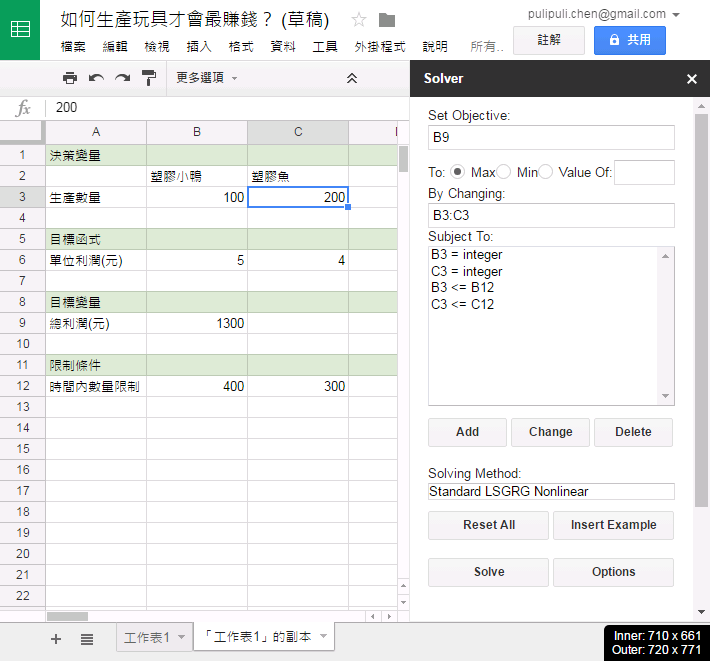 如何生產玩具才會最賺錢？ (草稿)
pulipuli.chen@gmail.com
檔案 編輯 檢視 插入 格式 資料 工具 外掛程式 說明 所有..
註解
共用
更多選項
Solver
fx 200
A B C
1 決策變量
2 塑膠小鴨 塑膠魚
3 生產數量 100 200
4
5 目標函式
6 單位利潤(元) 5 4
7
8 目標變量
9 總利潤(元) 1300
10
11 限制條件
12 時間內數量限制 400 300
13
14
15
16
17
18
19
20
21
22
工作表1 「工作表1」的副本
Set Objective:
B9
To: Max Min Value Of:
By Changing:
B3:C3
Subject To:
B3 = integer
C3 = integer
B3 <= B12
C3 <= C12
Add Change Delete
Solving Method:
Standard LSGRG Nonlinear
Reset All Insert Example
Solve Options
Inner: 710 x 661
Outer: 720 x 771